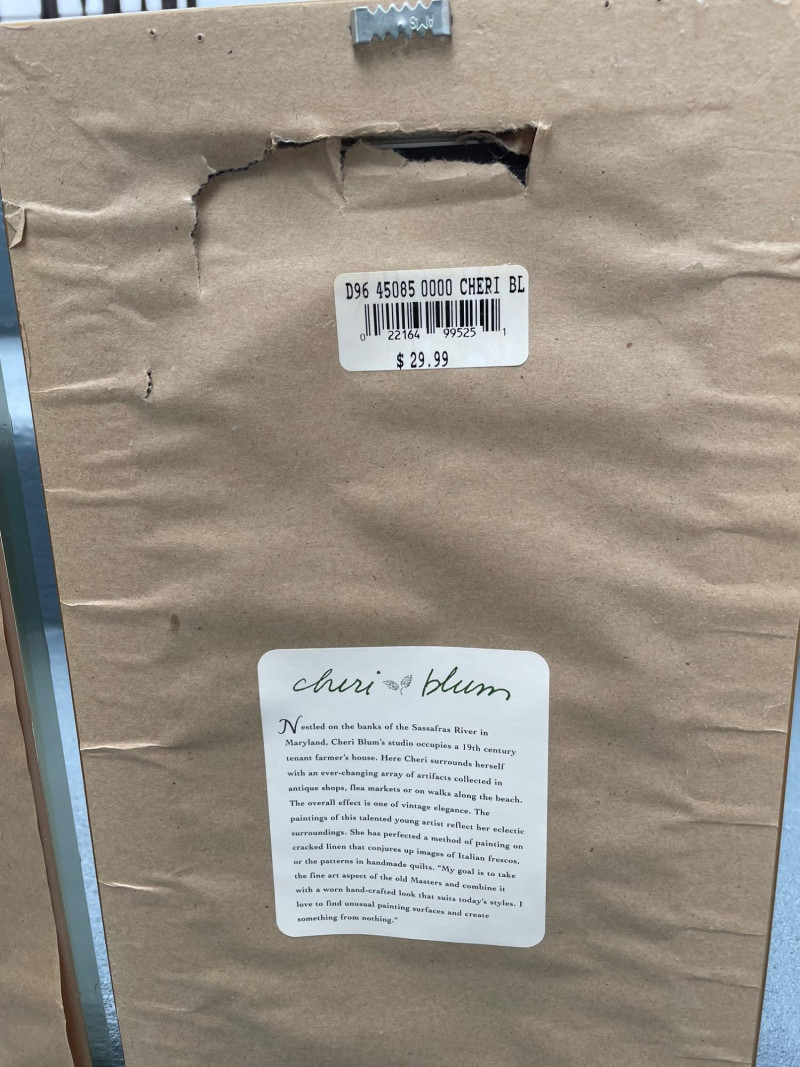 AMS
D96 45085 0000 CHERI BL
0 22164 99525 1
$ 29.99
cheri blum
Nestled on the banks of the Sassafras River in
Maryland, Cheri Blum's studio occupies a 19th century
tenant farmer's house. Here Cheri surrounds herself
with an ever-changing array of artifacts collected in
antique shops, flea markets or on walks along the beach.
The overall effect is one of vintage elegance. The
paintings of this talented young artist reflect her eclectic
surroundings. She has perfected a method of painting on
cracked linen that conjures up images of Italian frescos,
or the patterns in handmade quilts. "My goal is to take
the fine art aspect of the old Masters and combine it
with a worn hand-crafted look that suits today's styles. I
love to find unusual painting surfaces and create
something from nothing."